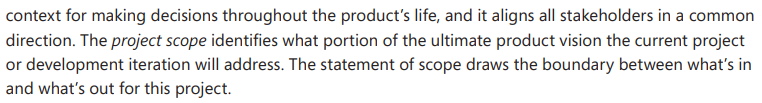 context for making decisions throughout the product’s life, and it aligns all stakeholders in a common
direction. The project scope identifies what portion of the ultimate product vision the current project
or development iteration will address. The statement of scope draws the boundary between what’s in
and what’s out for this project.